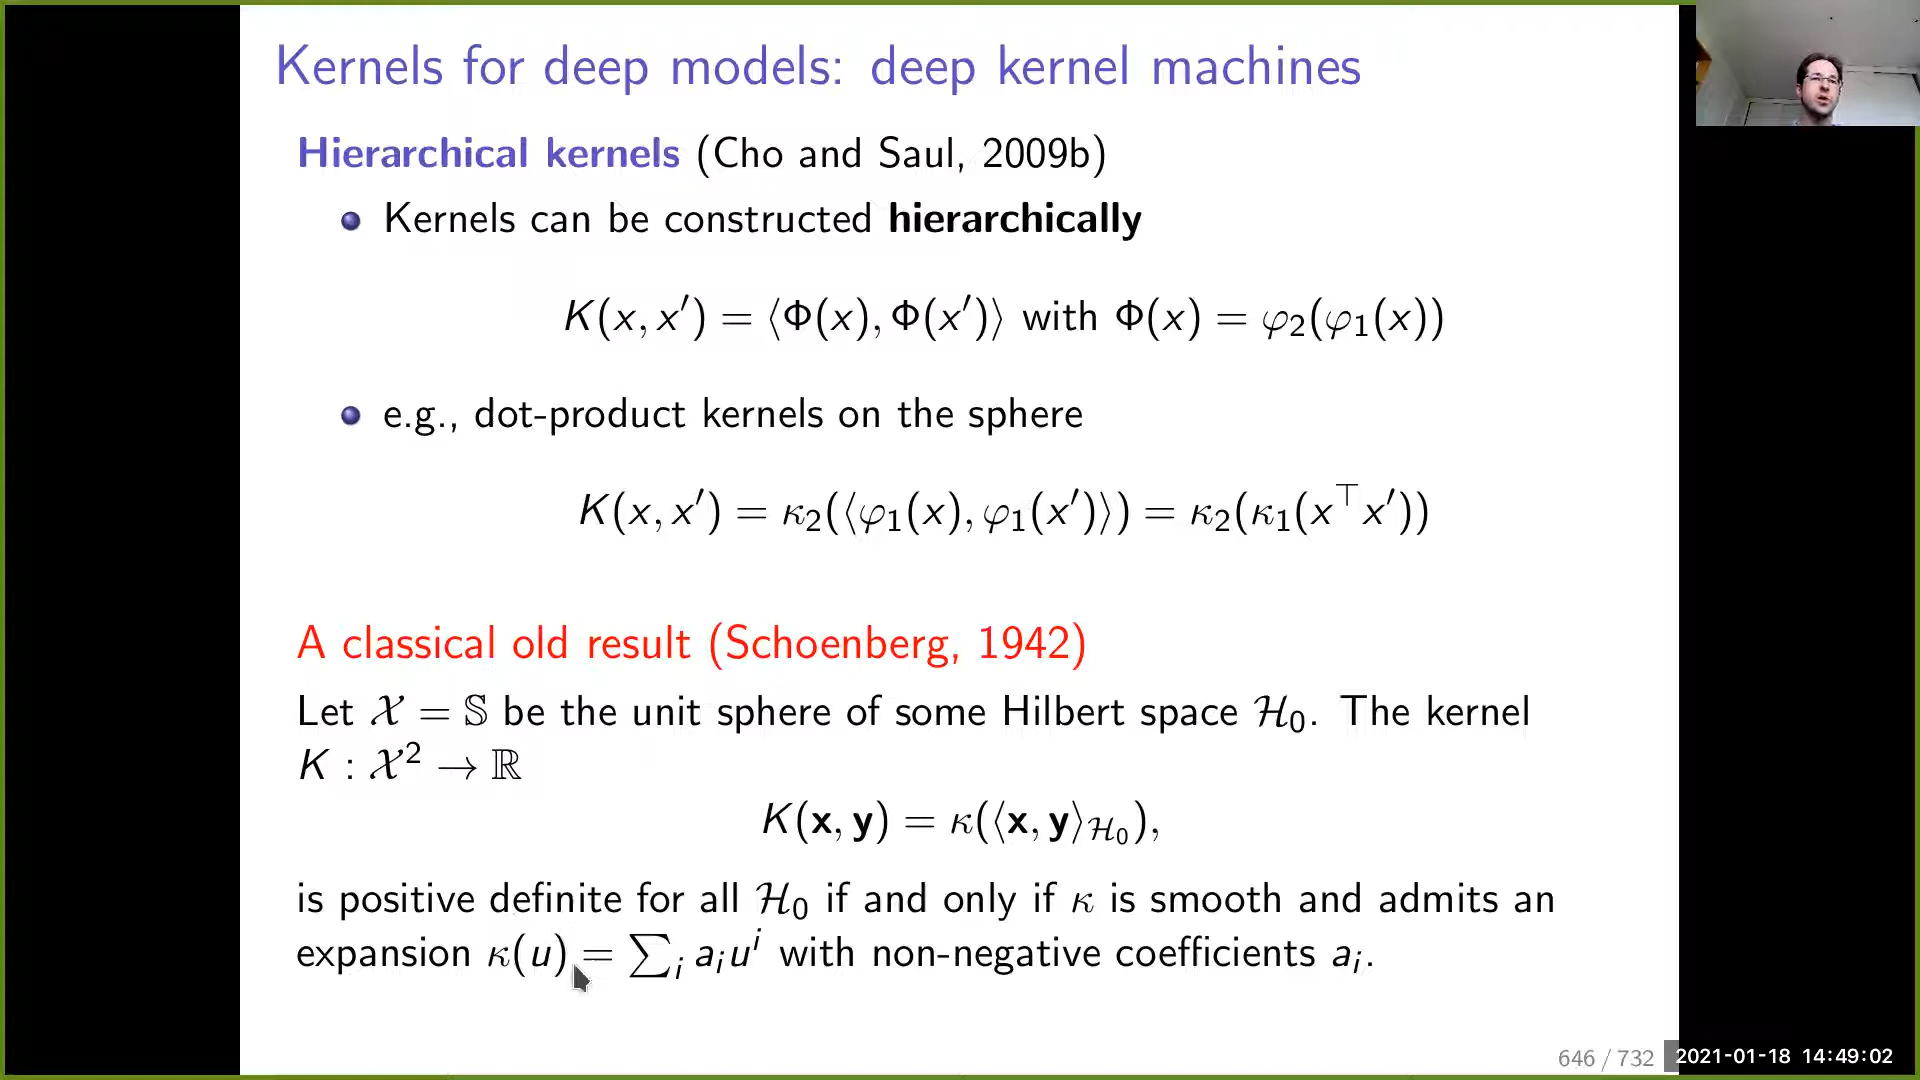 Kernels for deep models: deep kernel machines
Hierarchical kernels (Cho and Saul, 2009b)
Kernels can be constructed hierarchically
K(x, x′) = ⟨Φ(x), Φ(x′)⟩ with Φ(x) = φ₂(φ₁(x))
e.g., dot-product kernels on the sphere
K(x, x′) = κ₂(⟨φ₁(x), φ₁(x′)⟩) = κ₂(κ₁(x⊤x′))
A classical old result (Schoenberg, 1942)
Let 𝒳 = 𝕊 be the unit sphere of some Hilbert space ℋ₀. The kernel
K : 𝒳² → ℝ
K(x, y) = κ(⟨x, y⟩ℋ₀),
is positive definite for all ℋ₀ if and only if κ is smooth and admits an
expansion κ(u) = ∑ᵢ aᵢuⁱ with non-negative coefficients aᵢ.
646 / 732
2021-01-18 14:49:02